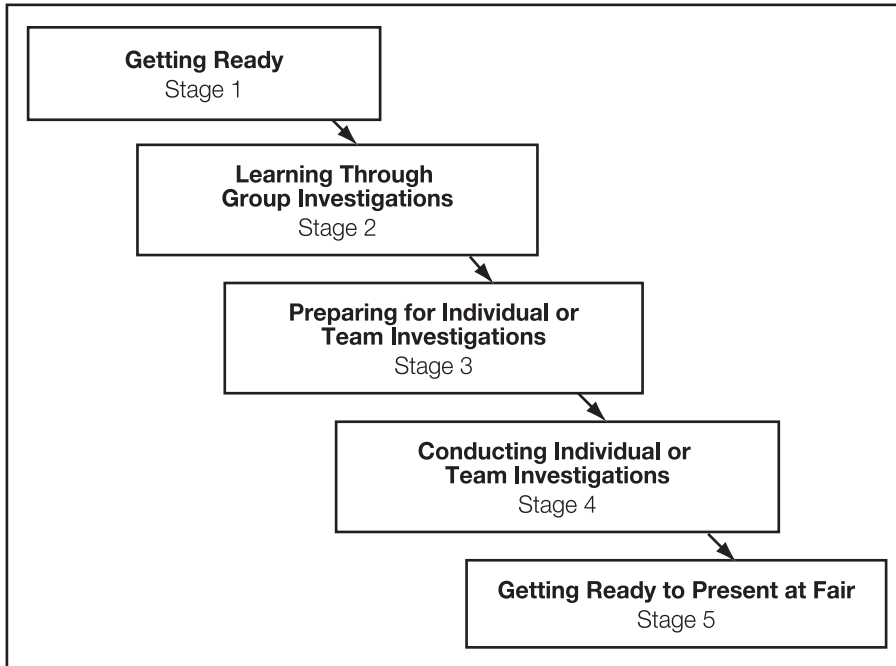 Getting Ready
Stage 1
Learning Through
Group Investigations
Stage 2
Preparing for Individual or
Team Investigations
Stage 3
Conducting Individual or
Team Investigations
Stage 4
Getting Ready to Present at Fair
Stage 5